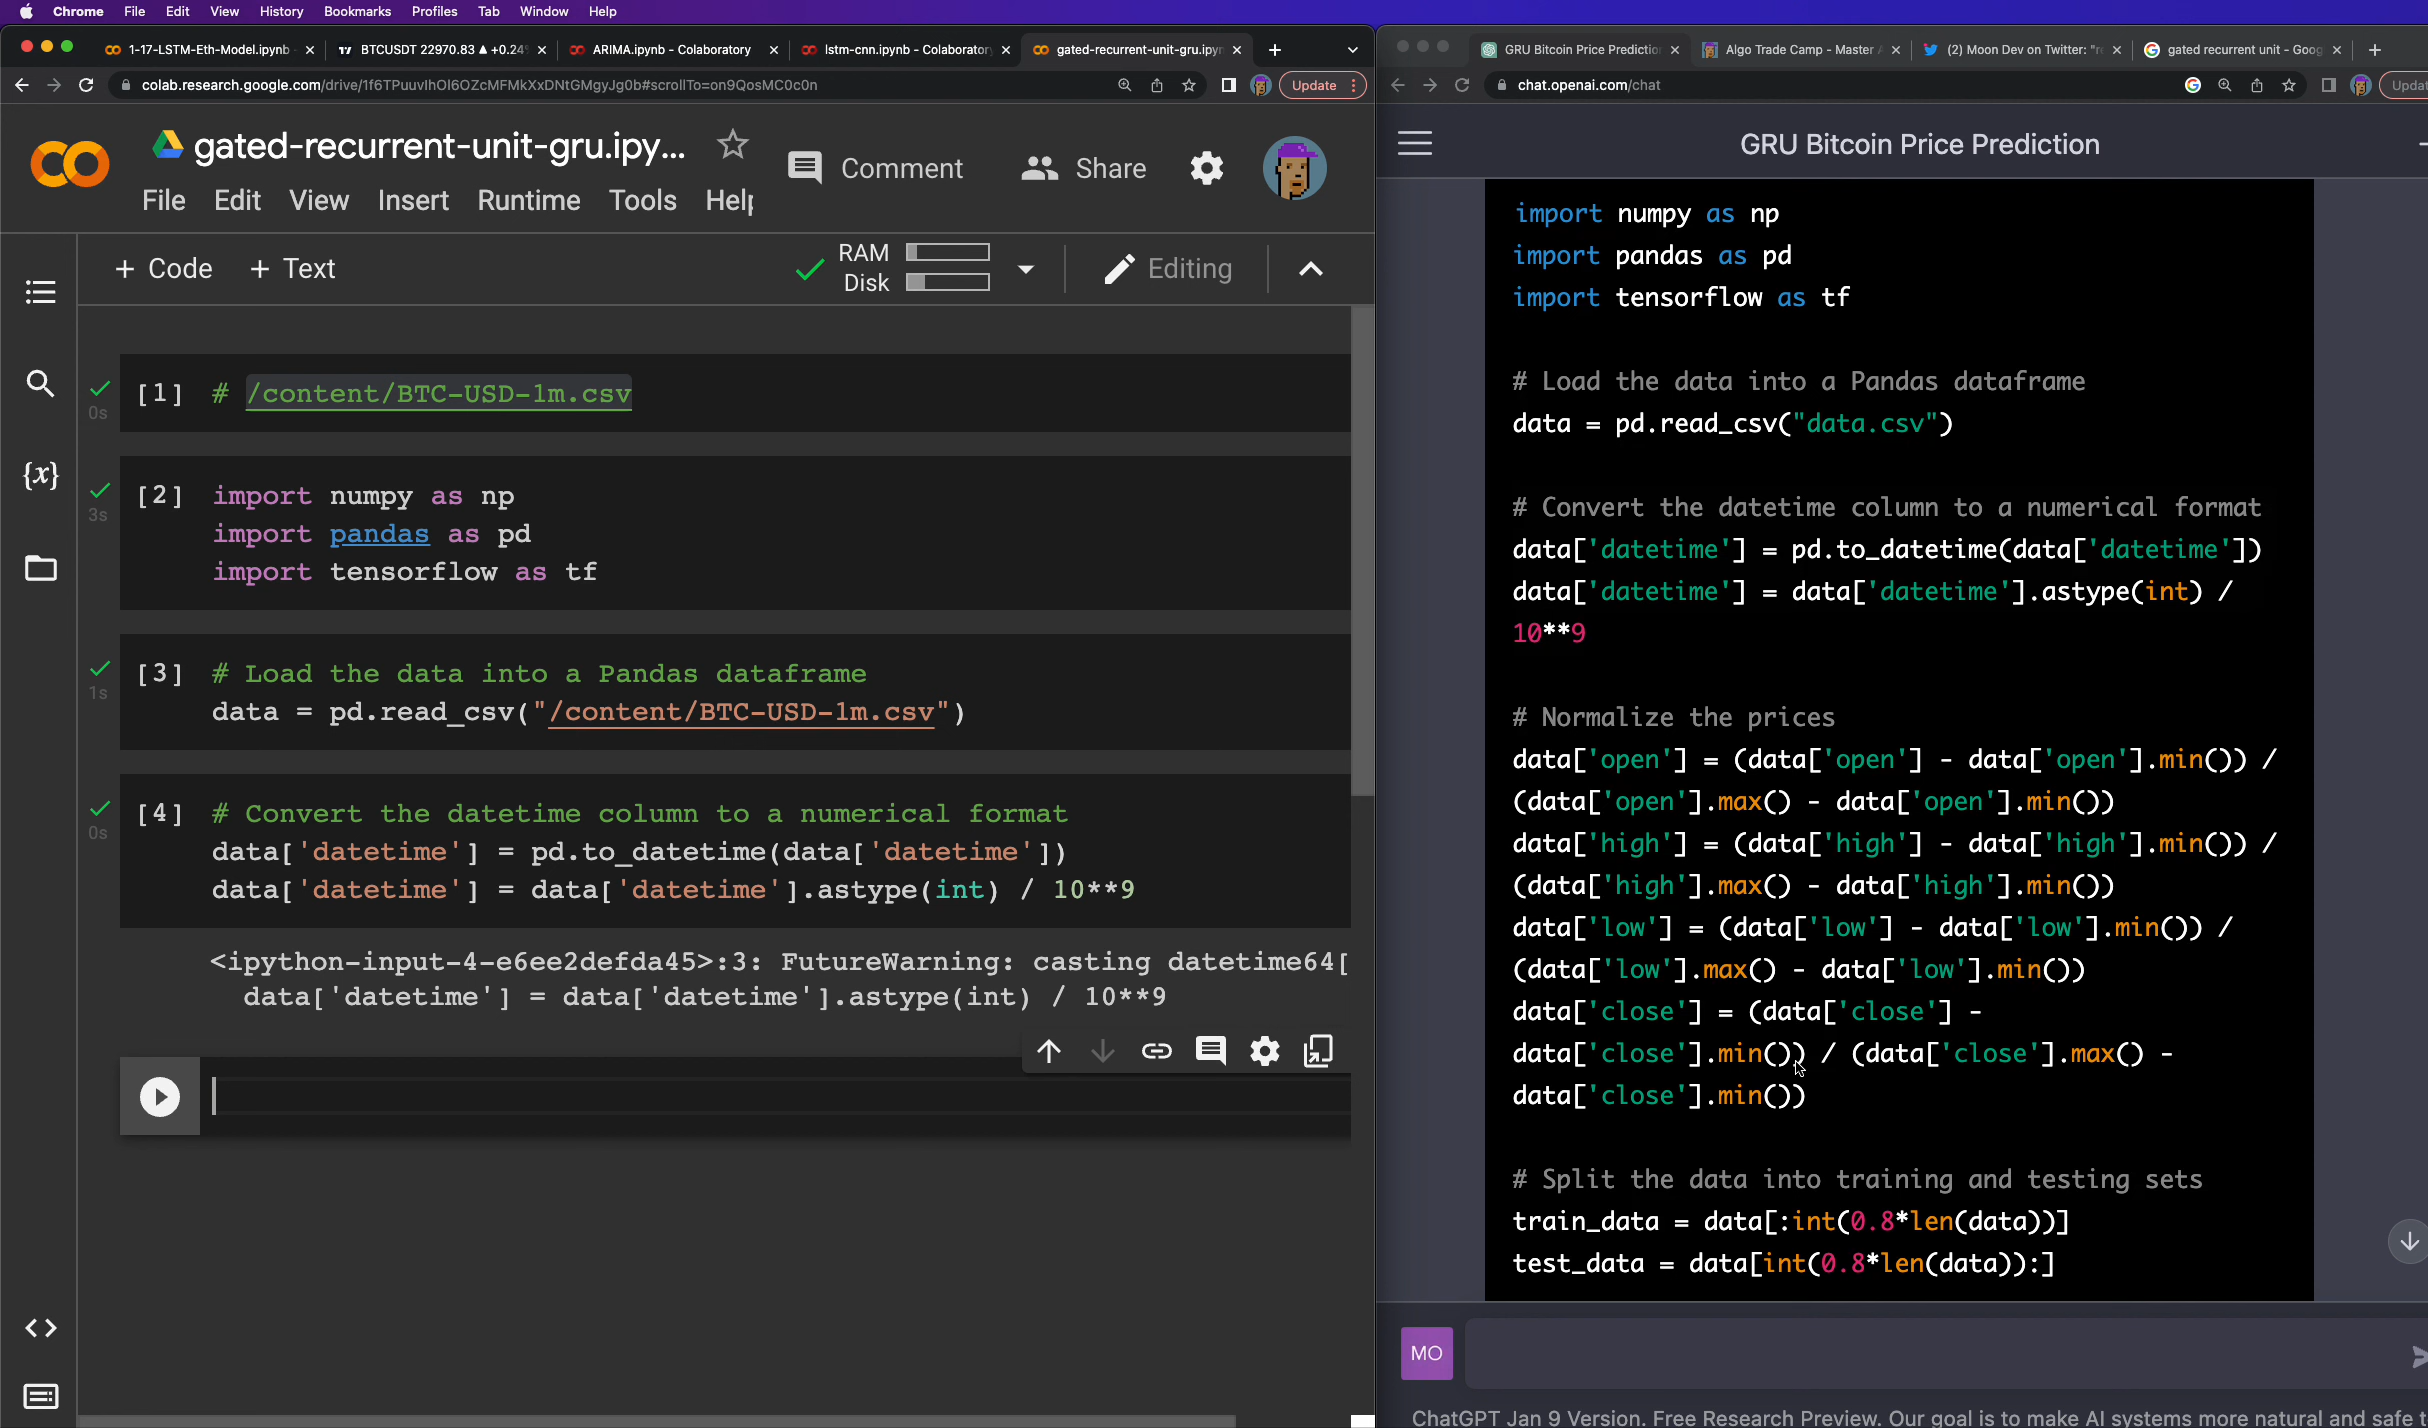 Chrome File Edit View History Bookmarks Profiles Tab Window Help
1-17-LSTM-Eth-Model.ipynb
BTCUSDT 22970.83 ▲ +0.24
ARIMA.ipynb - Colaboratory
lstm-cnn.ipynb - Colaboratory
gated-recurrent-unit-gru.ipyn
colab.research.google.com/drive/1f6TPuuvIhOl6OZcMFMkXxDNtGMgyJg0b#scrollTo=on9QosMC0c0n
Update
gated-recurrent-unit-gru.ipy...
Comment
Share
File Edit View Insert Runtime Tools Help
+ Code + Text
RAM
Disk
Editing
[1] # /content/BTC-USD-1m.csv
0s
[2] import numpy as np
3s
import pandas as pd
import tensorflow as tf
[3] # Load the data into a Pandas dataframe
1s
data = pd.read_csv("/content/BTC-USD-1m.csv")
[4] # Convert the datetime column to a numerical format
0s
data['datetime'] = pd.to_datetime(data['datetime'])
data['datetime'] = data['datetime'].astype(int) / 10**9
<ipython-input-4-e6ee2defda45>:3: FutureWarning: casting datetime64[
data['datetime'] = data['datetime'].astype(int) / 10**9
{x}
GRU Bitcoin Price Prediction
Algo Trade Camp - Master
(2) Moon Dev on Twitter: "r
gated recurrent unit - Goog
chat.openai.com/chat
GRU Bitcoin Price Prediction
import numpy as np
import pandas as pd
import tensorflow as tf
# Load the data into a Pandas dataframe
data = pd.read_csv("data.csv")
# Convert the datetime column to a numerical format
data['datetime'] = pd.to_datetime(data['datetime'])
data['datetime'] = data['datetime'].astype(int) /
10**9
# Normalize the prices
data['open'] = (data['open'] - data['open'].min()) /
(data['open'].max() - data['open'].min())
data['high'] = (data['high'] - data['high'].min()) /
(data['high'].max() - data['high'].min())
data['low'] = (data['low'] - data['low'].min()) /
(data['low'].max() - data['low'].min())
data['close'] = (data['close'] -
data['close'].min()) / (data['close'].max() -
data['close'].min())
# Split the data into training and testing sets
train_data = data[:int(0.8*len(data))]
test_data = data[int(0.8*len(data)):]
MO
ChatGPT Jan 9 Version. Free Research Preview. Our goal is to make AI systems more natural and safe t